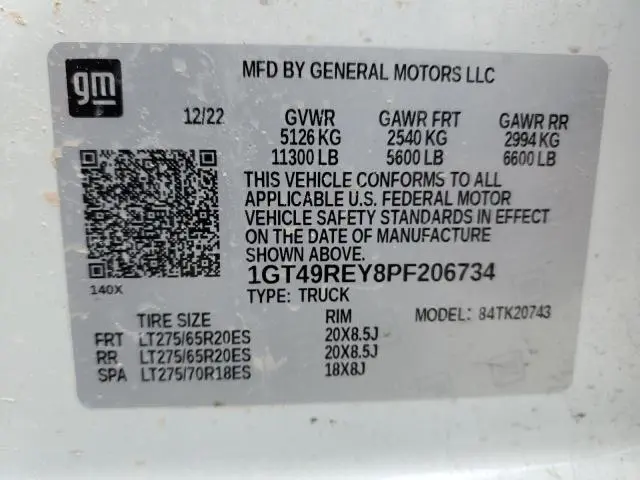 gm
MFD BY GENERAL MOTORS LLC
12/22 GVWR GAWR FRT GAWR RR
5126 KG 2540 KG 2994 KG
11300 LB 5600 LB 6600 LB
THIS VEHICLE CONFORMS TO ALL
APPLICABLE U.S. FEDERAL MOTOR
VEHICLE SAFETY STANDARDS IN EFFECT
ON THE DATE OF MANUFACTURE
SHOWN ABOVE.
140X
1GT49REY8PF206734
TYPE: TRUCK
MODEL: 84TK20743
TIRE SIZE RIM
FRT LT275/65R20ES 20X8.5J
RR LT275/65R20ES 20X8.5J
SPA LT275/70R18ES 18X8J